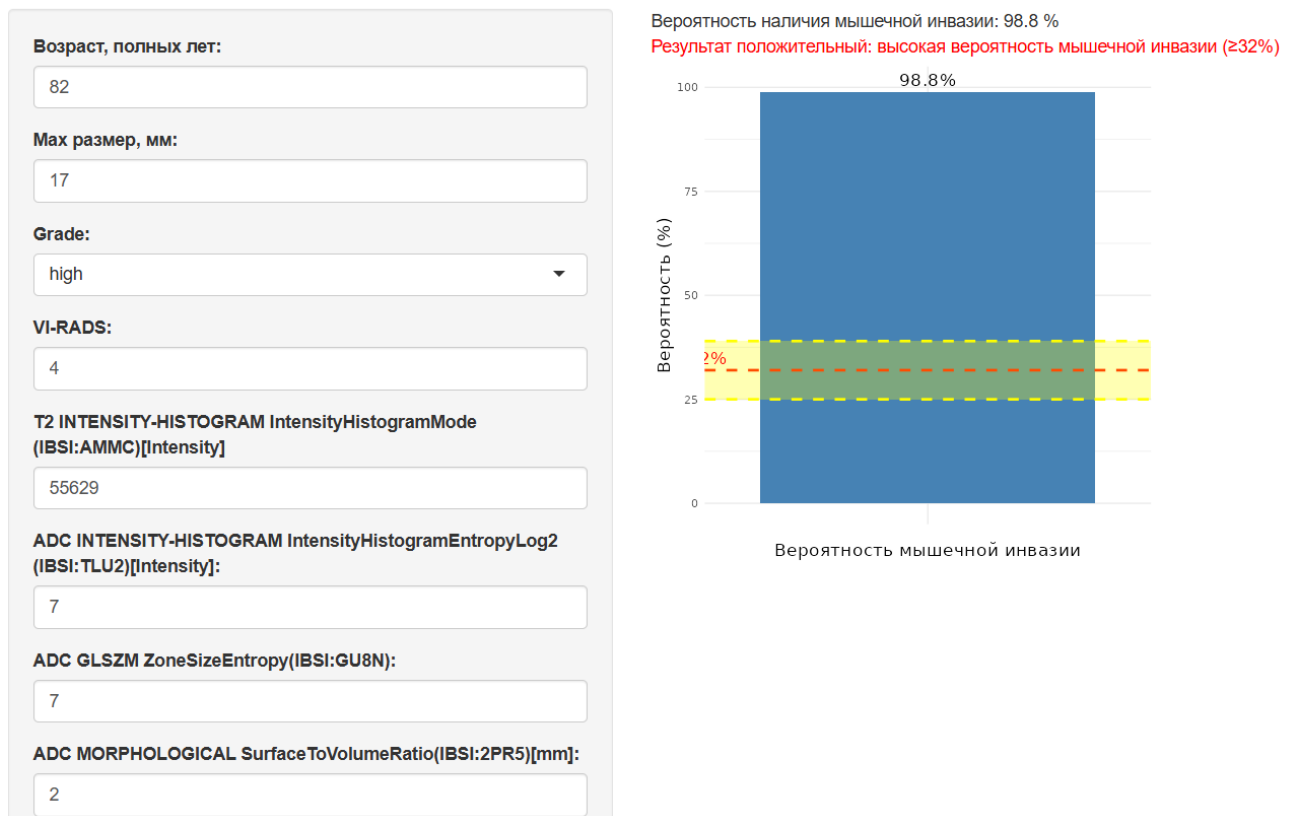 Возраст, полных лет:
82
Max размер, мм:
17
Grade:
high
VI-RADS:
4
T2 INTENSITY-HISTOGRAM IntensityHistogramMode
(IBSI:AMMC)[Intensity]
55629
ADC INTENSITY-HISTOGRAM IntensityHistogramEntropyLog2
(IBSI:TLU2)[Intensity]:
7
ADC GLSZM ZoneSizeEntropy(IBSI:GU8N):
7
ADC MORPHOLOGICAL SurfaceToVolumeRatio(IBSI:2PR5)[mm]:
2
Вероятность наличия мышечной инвазии: 98.8 %
Результат положительный: высокая вероятность мышечной инвазии (≥32%)
98.8%
100
75
50
25
0
2%
Вероятность (%)
Вероятность мышечной инвазии